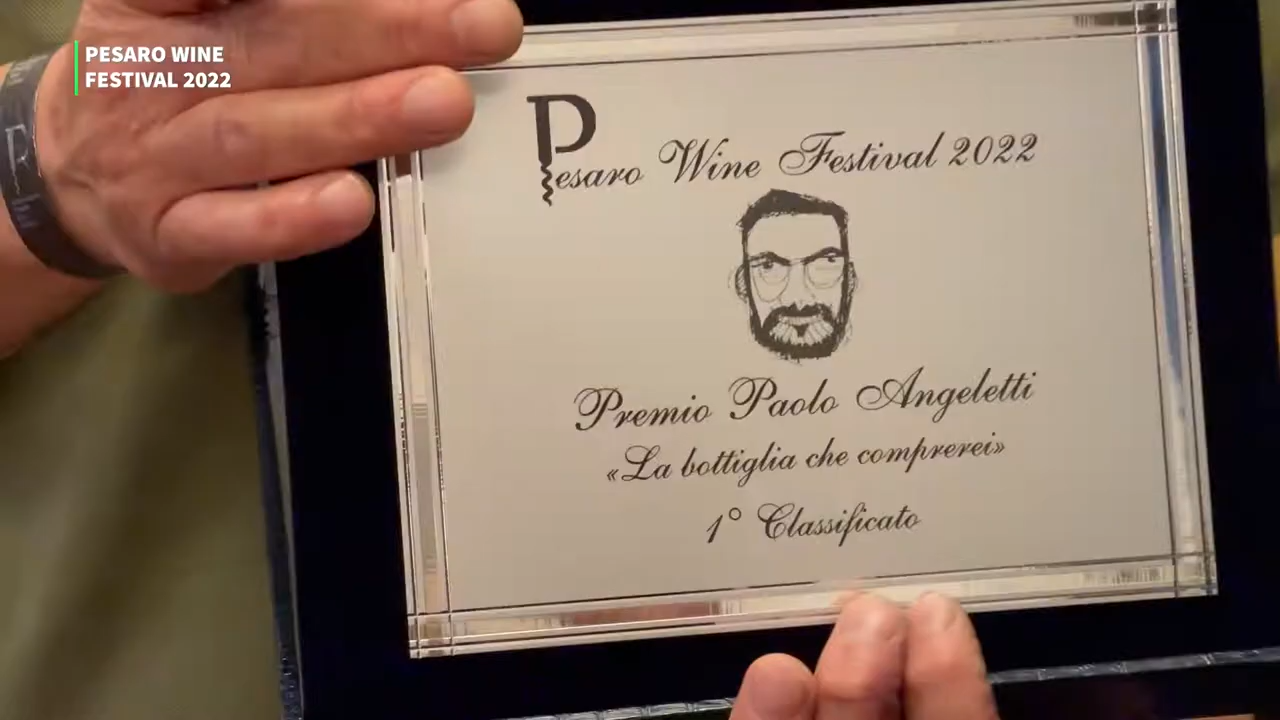 PESARO WINE
FESTIVAL 2022
Pesaro Wine Festival 2022
Premio Paolo Angeletti
«La bottiglia che comprerei»
1° Classificato